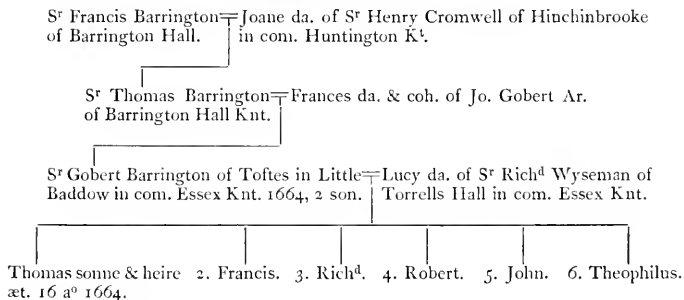 Sʳ Francis Barrington=Joane da. of Sʳ Henry Cromwell of Hinchinbrooke
of Barrington Hall. in com. Huntington Kᵗ.
Sʳ Thomas Barrington=Frances da. & coh. of Jo. Gobert Ar.
of Barrington Hall Knt.
Sʳ Gobert Barrington of Toftes in Little=Lucy da. of Sʳ Richᵈ Wyseman of
Baddow in com. Essex Knt. 1664, 2 son. Torrells Hall in com. Essex Knt.
Thomas sonne & heire 2. Francis. 3. Richᵈ. 4. Robert. 5. John. 6. Theophilus.
æt. 16 aº 1664.